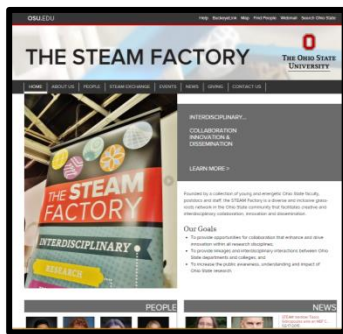 OSU.EDU
Help BuckeyeLink Map Find People Webmail Search Ohio State
THE STEAM FACTORY
THE OHIO STATE
UNIVERSITY
HOME ABOUT US PEOPLE STEAM EXCHANGE EVENTS NEWS GIVING CONTACT US
THE STEAM
FACTORY
INTERDISCIPLINARY
RESEARCH
INTERDISCIPLINARY...
COLLABORATION
INNOVATION &
DISSEMINATION
LEARN MORE >
Founded by a collection of young and energetic Ohio State faculty,
postdocs and staff, the STEAM Factory is a diverse and inclusive grass-
roots network in the Ohio State community that facilitates creative and
interdisciplinary collaboration, innovation and dissemination.
Our Goals
To provide opportunities for collaboration that enhance and drive
innovation within all research disciplines;
To provide linkages and interdisciplinary interactions between Ohio
State departments and colleges; and
To increase the public awareness, understanding and impact of
Ohio State research.
PEOPLE
NEWS